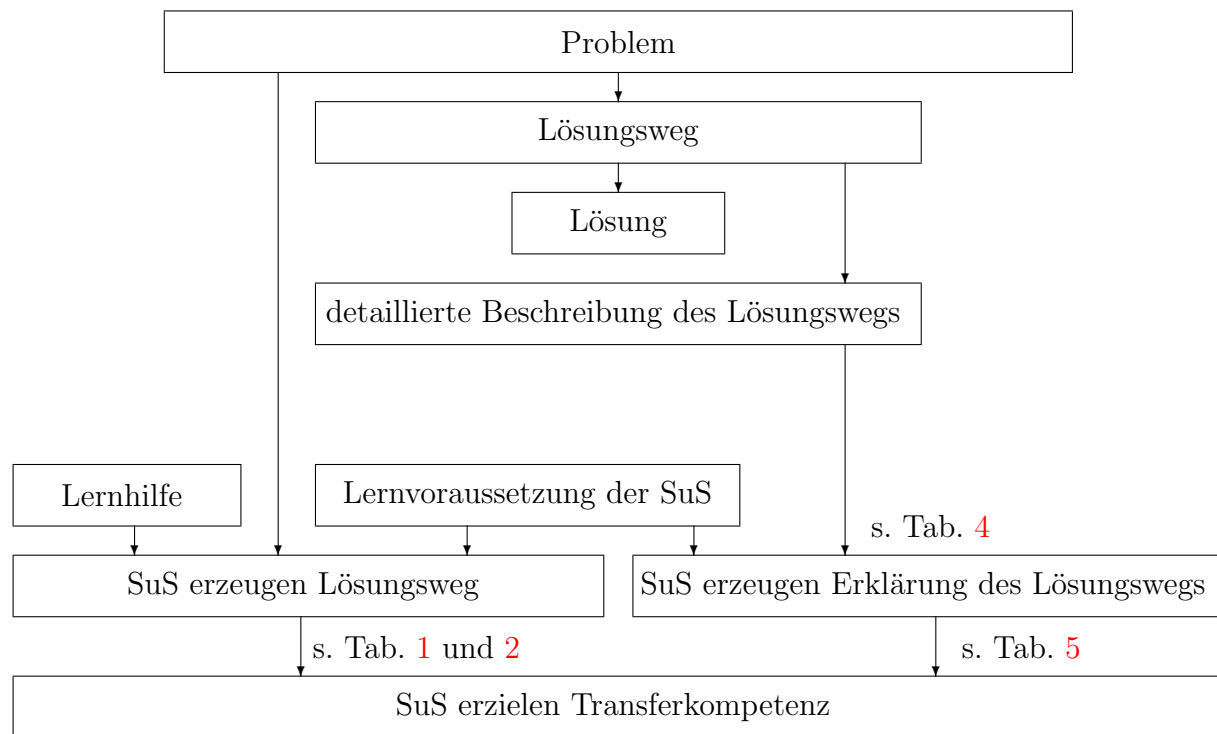 Problem
Lösungsweg
Lösung
detaillierte Beschreibung des Lösungswegs
Lernhilfe
Lernvoraussetzung der SuS
s. Tab. 4
SuS erzeugen Lösungsweg
SuS erzeugen Erklärung des Lösungswegs
s. Tab. 1 und 2
s. Tab. 5
SuS erzielen Transferkompetenz